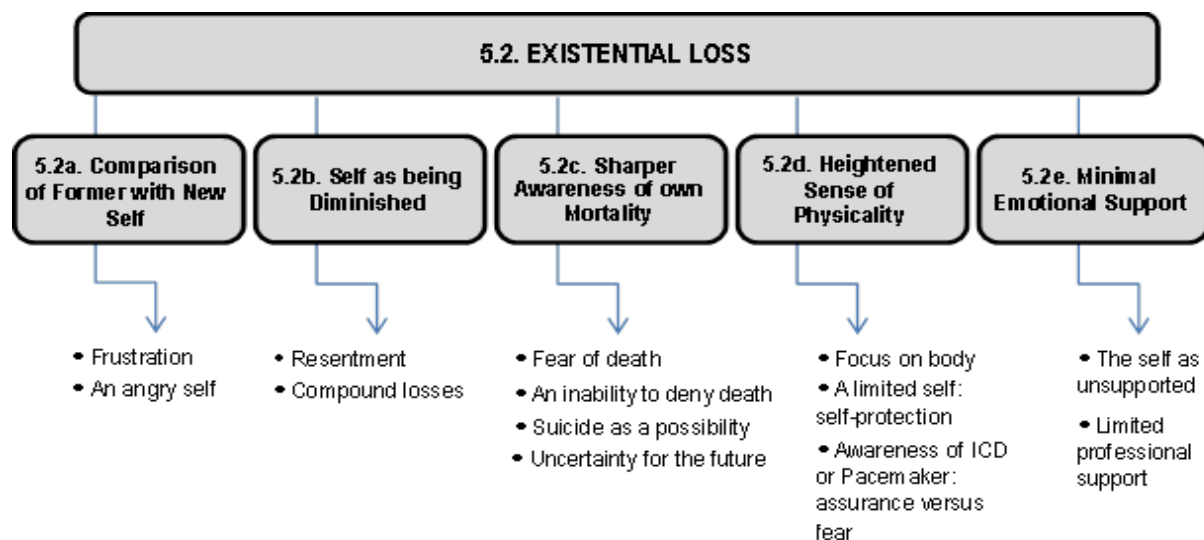 5.2. EXISTENTIAL LOSS
5.2a. Comparison
of Former with New
Self
5.2b. Self as being
Diminished
5.2c. Sharper
Awareness of own
Mortality
5.2d. Heightened
Sense of
Physicality
5.2e. Minimal
Emotional Support
• Frustration
• An angry self
• Resentment
• Compound losses
• Fear of death
• An inability to deny death
• Suicide as a possibility
• Uncertainty for the future
• Focus on body
• A limited self:
self-protection
• Awareness of ICD
or Pacemaker:
assurance versus
fear
• The self as
unsupported
• Limited
professional
support